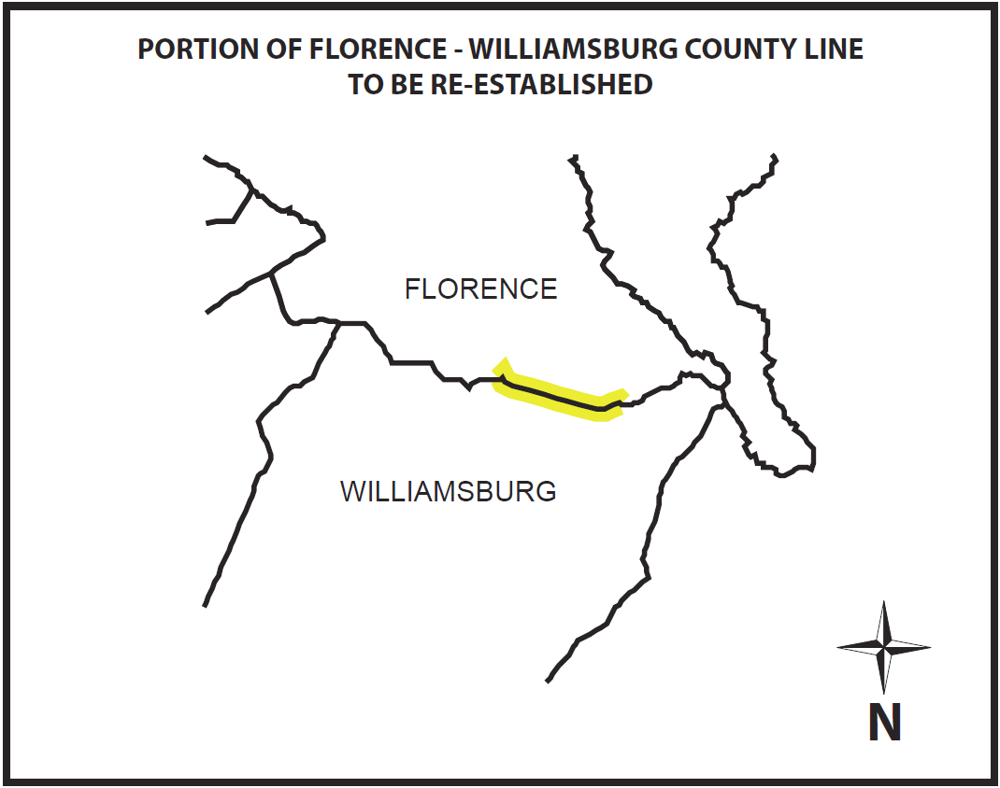 PORTION OF FLORENCE - WILLIAMSBURG COUNTY LINE
TO BE RE-ESTABLISHED
FLORENCE
WILLIAMSBURG
N